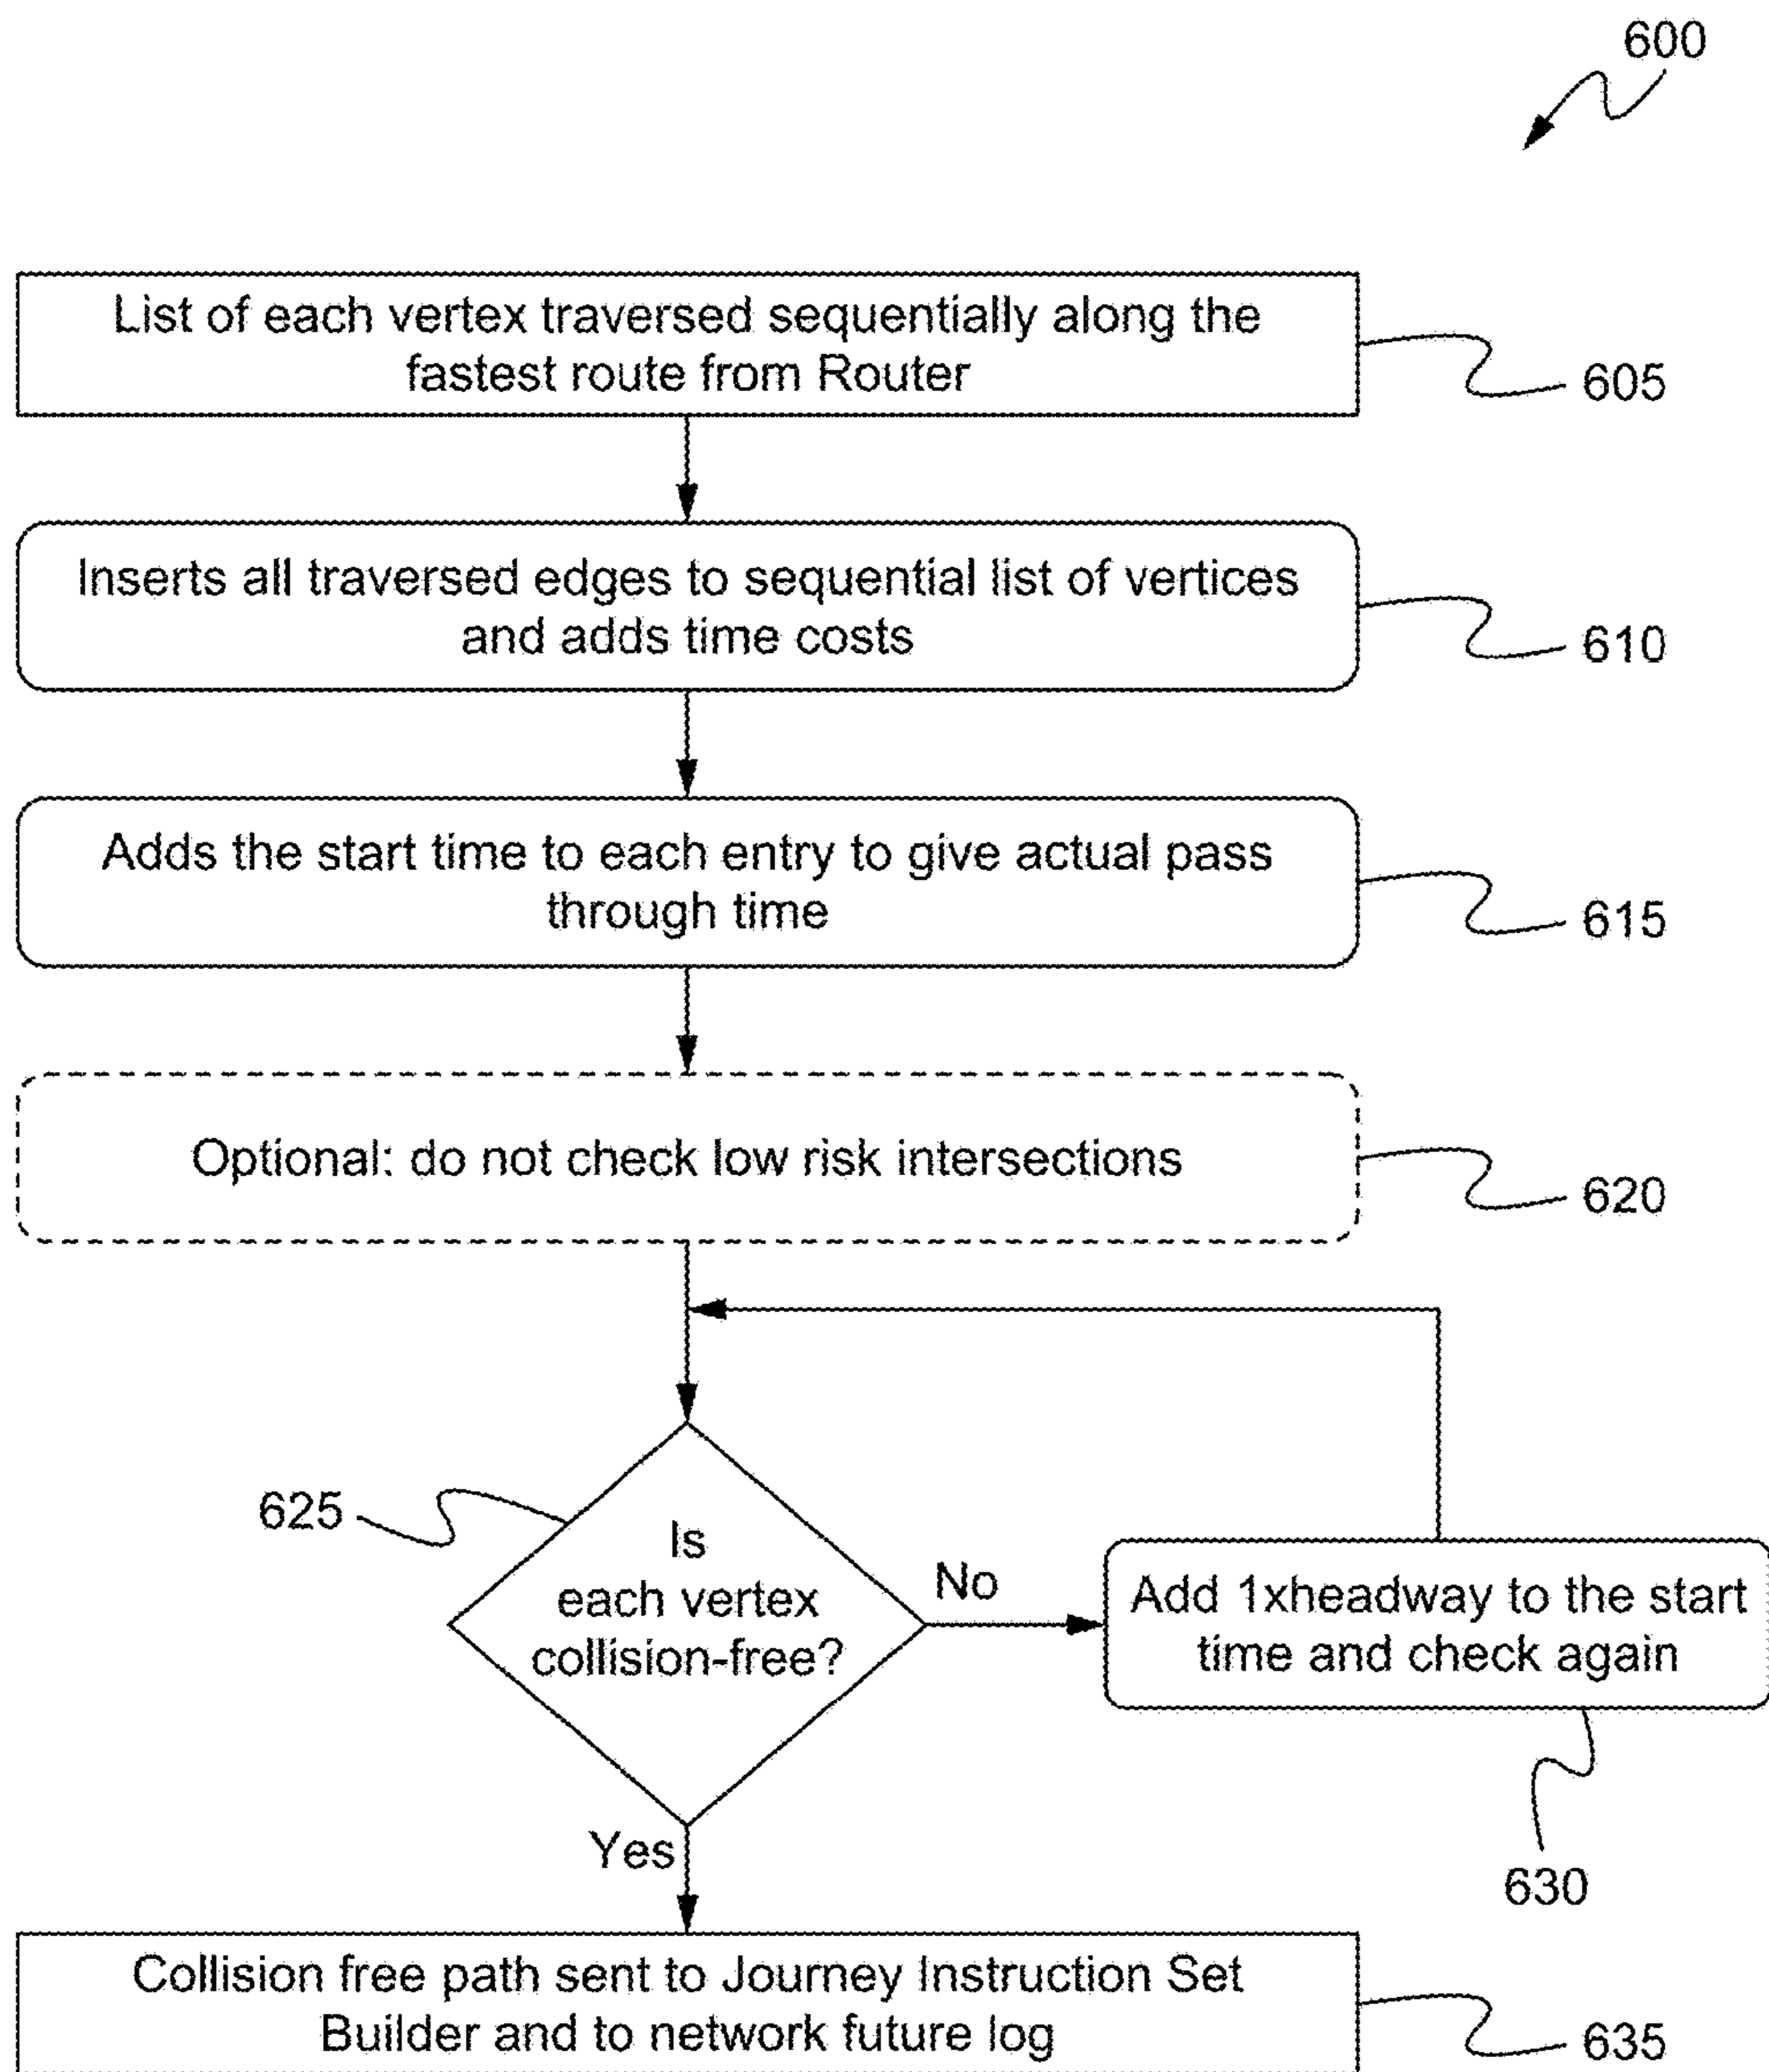 600
List of each vertex traversed sequentially along the
fastest route from Router
605
Inserts all traversed edges to sequential list of vertices
and adds time costs
610
Adds the start time to each entry to give actual pass
through time
615
Optional: do not check low risk intersections
620
625
Is
each vertex
collision-free?
No
Add 1xheadway to the start
time and check again
630
Yes
Collision free path sent to Journey Instruction Set
Builder and to network future log
635